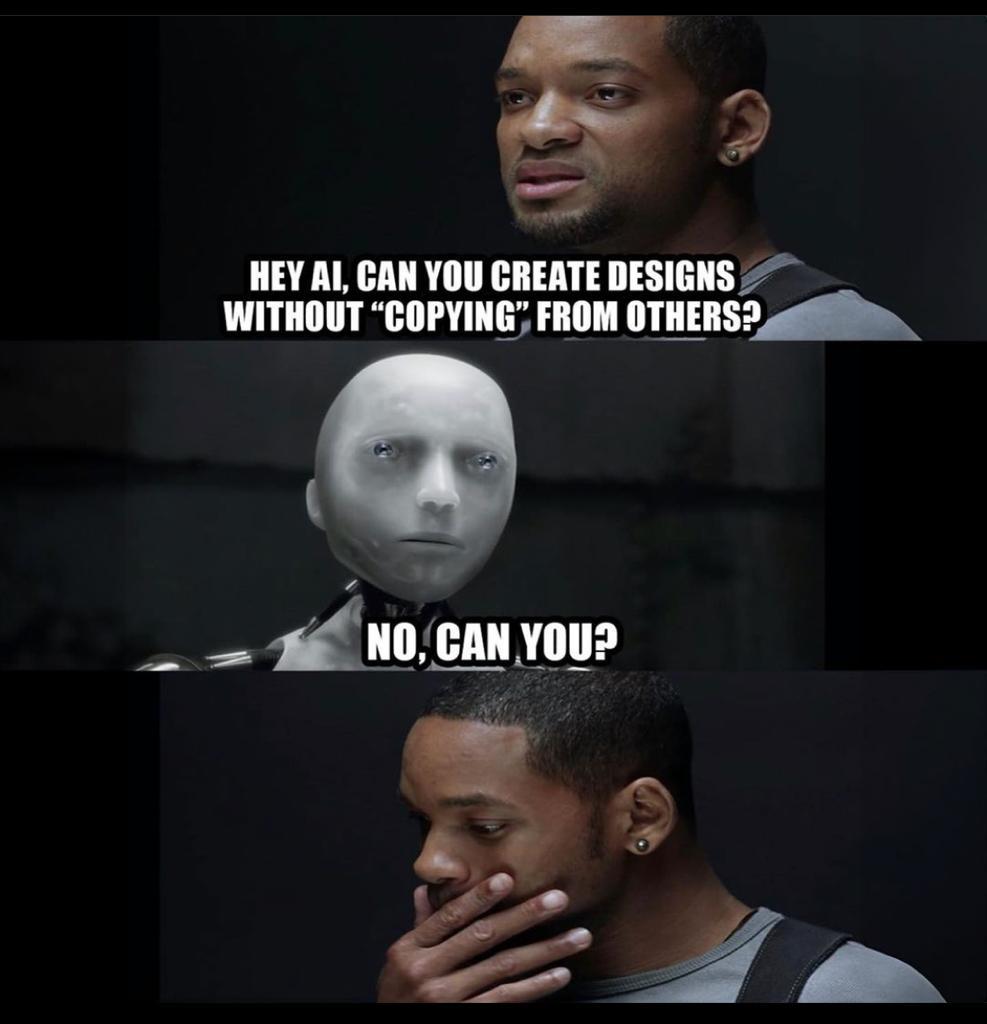 HEY AI, CAN YOU CREATE DESIGNS
WITHOUT “COPYING” FROM OTHERS?
NO, CAN YOU?